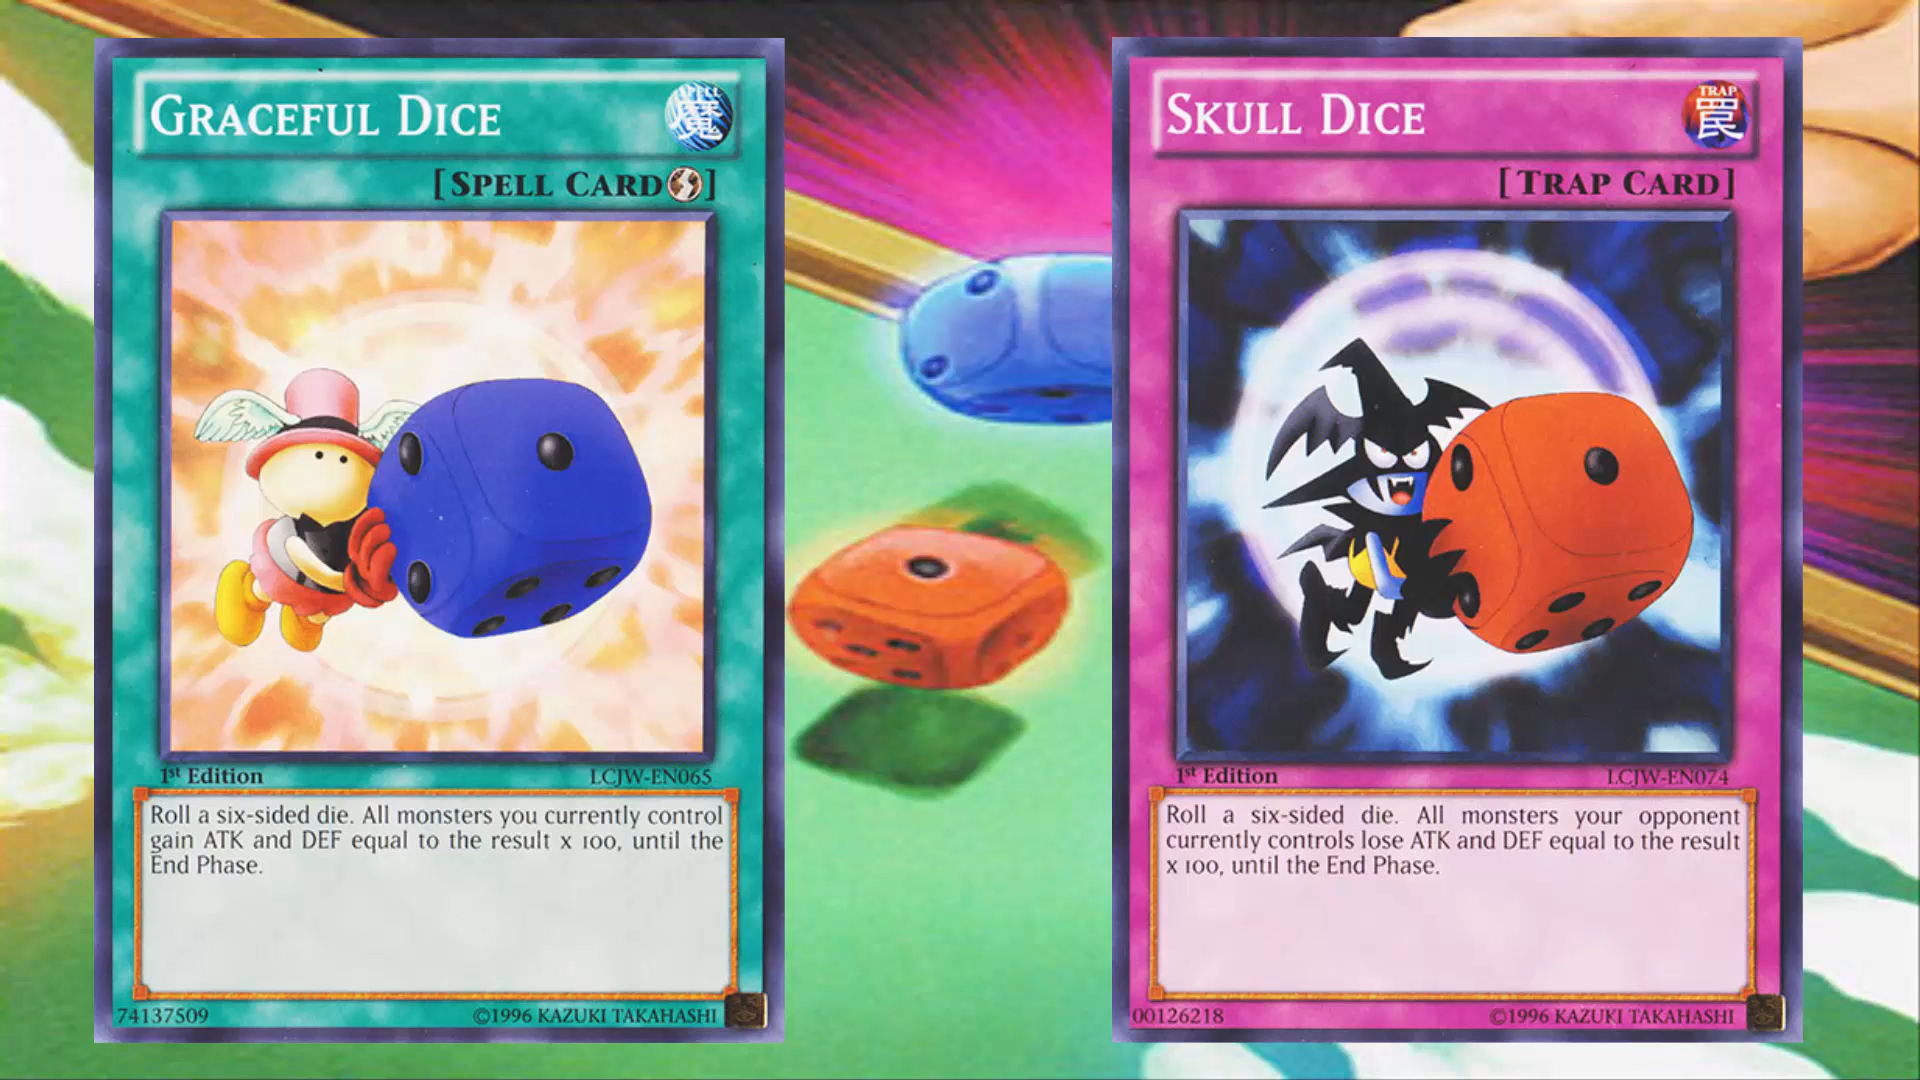 GRACEFUL DICE
SPELL
魔
[SPELL CARD]
1st Edition
LCJW-EN065
Roll a six-sided die. All monsters you currently control
gain ATK and DEF equal to the result x 100, until the
End Phase.
74137509
©1996 KAZUKI TAKAHASHI
SKULL DICE
TRAP
罠
[TRAP CARD]
1st Edition
LCJW-EN074
Roll a six-sided die. All monsters your opponent
currently controls lose ATK and DEF equal to the result
x 100, until the End Phase.
00126218
©1996 KAZUKI TAKAHASHI